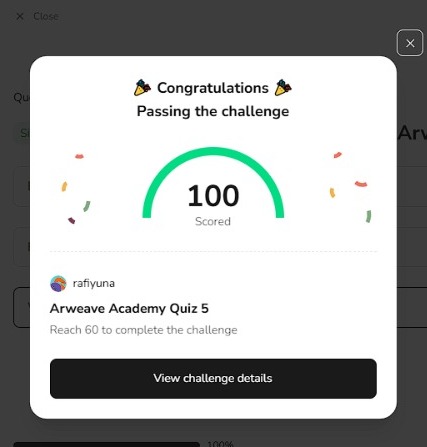 Close
Congratulations
Passing the challenge
100
Scored
rafiyuna
Arweave Academy Quiz 5
Reach 60 to complete the challenge
View challenge details
100%